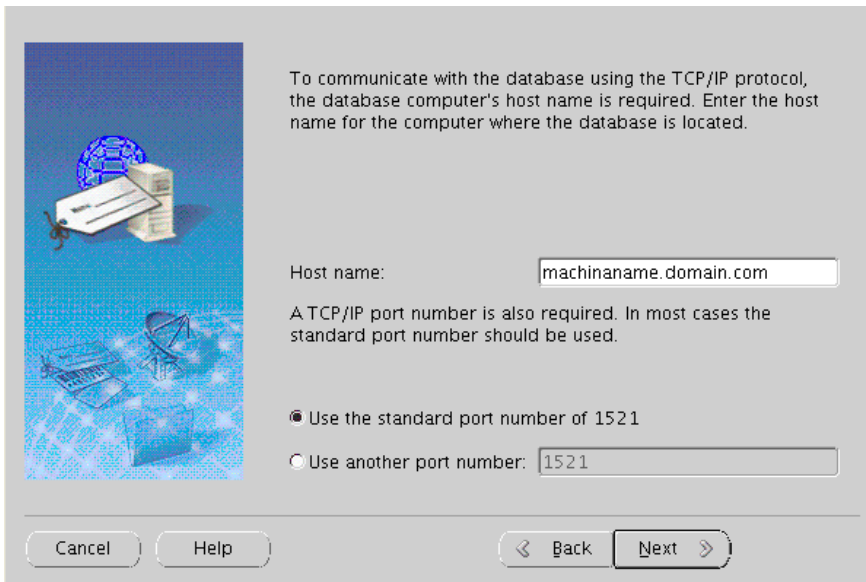 To communicate with the database using the TCP/IP protocol,
the database computer's host name is required. Enter the host
name for the computer where the database is located.
Host name: machinaname.domain.com
A TCP/IP port number is also required. In most cases the
standard port number should be used.
Use the standard port number of 1521
Use another port number: 1521
Cancel Help Back Next